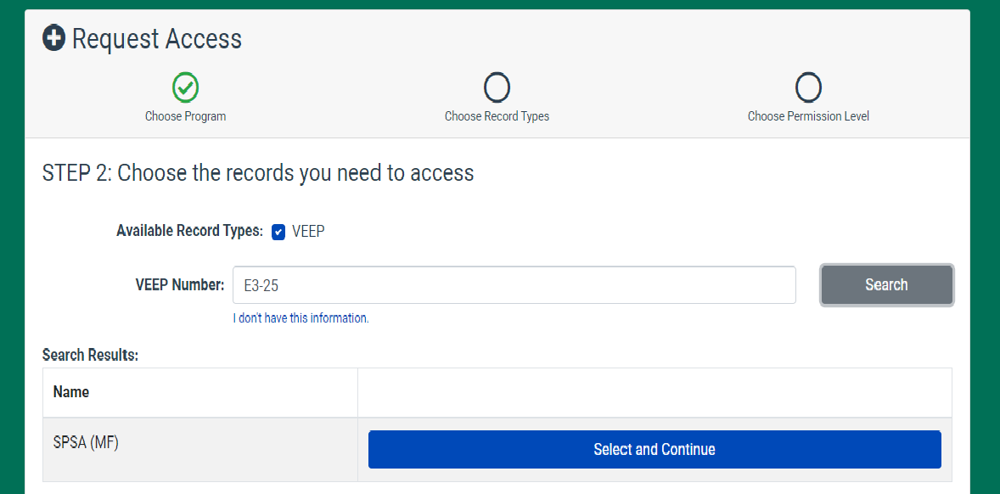 Request Access
Choose Program
Choose Record Types
Choose Permission Level
STEP 2: Choose the records you need to access
Available Record Types: VEEP
VEEP Number: E3-25 Search
I don't have this information.
Search Results:
Name
SPSA (MF) Select and Continue